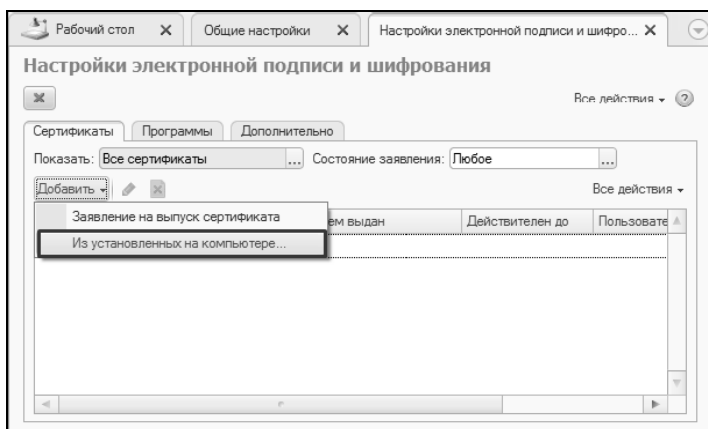 Рабочий стол Общие настройки Настройки электронной подписи и шифро...
Настройки электронной подписи и шифрования
Все действия
Сертификаты Программы Дополнительно
Показать: Все сертификаты ... Состояние заявления: Любое ...
Добавить Все действия
Заявление на выпуск сертификата
ем выдан Действителен до Пользовате
Из установленных на компьютере...